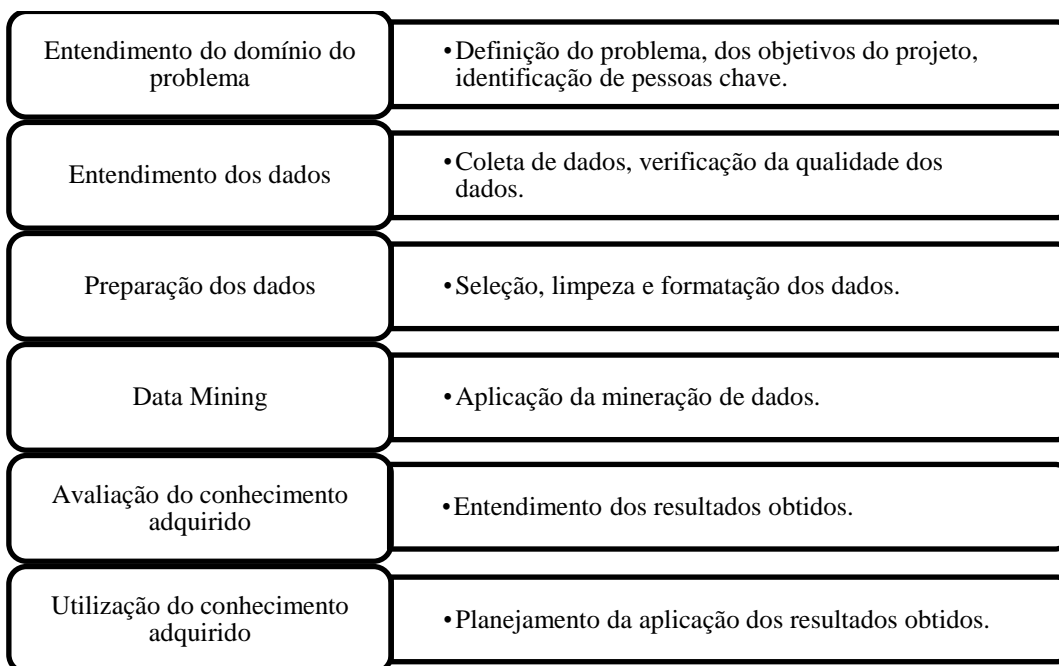 Entendimento do domínio do
problema
•Definição do problema, dos objetivos do projeto,
identificação de pessoas chave.
Entendimento dos dados
•Coleta de dados, verificação da qualidade dos
dados.
Preparação dos dados
•Seleção, limpeza e formatação dos dados.
Data Mining
•Aplicação da mineração de dados.
Avaliação do conhecimento
adquirido
•Entendimento dos resultados obtidos.
Utilização do conhecimento
adquirido
•Planejamento da aplicação dos resultados obtidos.